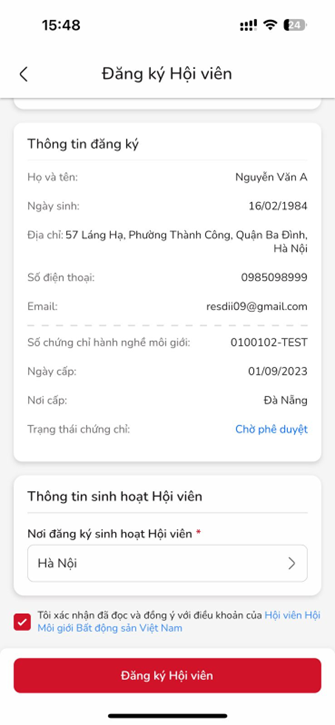 15:48
24
Đăng ký Hội viên
Thông tin đăng ký
Họ và tên: Nguyễn Văn A
Ngày sinh: 16/02/1984
Địa chỉ: 57 Láng Hạ, Phường Thành Công, Quận Ba Đình,
Hà Nội
Số điện thoại: 0985098999
Email: resdii09@gmail.com
Số chứng chỉ hành nghề môi giới: 0100102-TEST
Ngày cấp: 01/09/2023
Nơi cấp: Đà Nẵng
Trạng thái chứng chỉ: Chờ phê duyệt
Thông tin sinh hoạt Hội viên
Nơi đăng ký sinh hoạt Hội viên *
Hà Nội
Tôi xác nhận đã đọc và đồng ý với điều khoản của Hội viên Hội
Môi giới Bất động sản Việt Nam
Đăng ký Hội viên